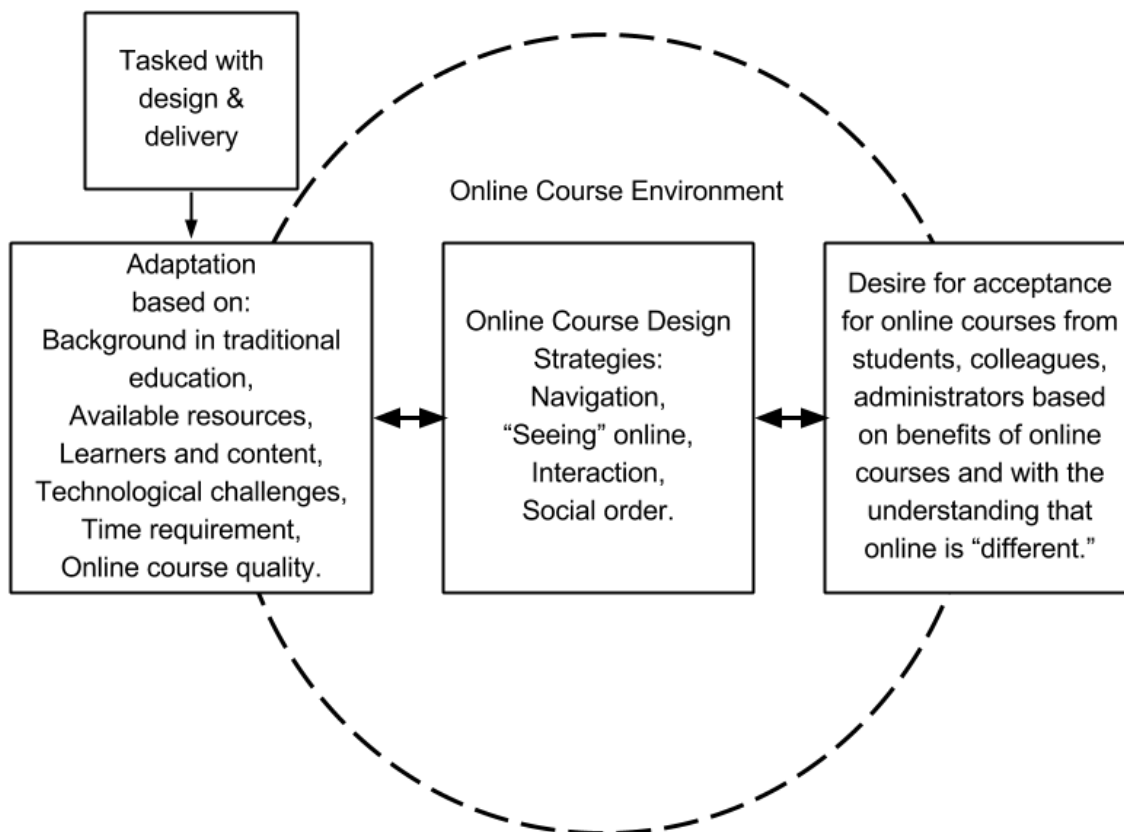 Tasked with
design &
delivery
Online Course Environment
Adaptation
based on:
Background in traditional
education,
Available resources,
Learners and content,
Technological challenges,
Time requirement,
Online course quality.
Online Course Design
Strategies:
Navigation,
“Seeing” online,
Interaction,
Social order.
Desire for acceptance
for online courses from
students, colleagues,
administrators based
on benefits of online
courses and with the
understanding that
online is “different.”